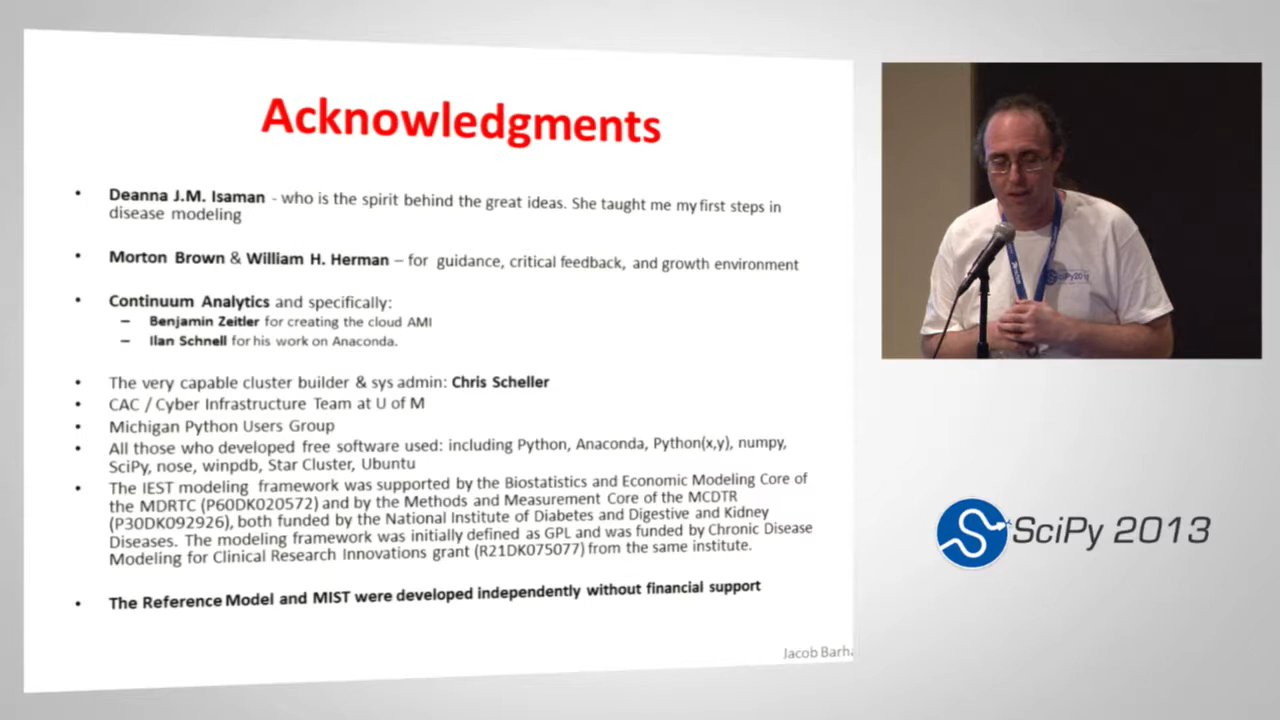 Acknowledgments
• Deanna J.M. Isaman - who is the spirit behind the great ideas. She taught me my first steps in
disease modeling
• Morton Brown & William H. Herman – for guidance, critical feedback, and growth environment
• Continuum Analytics and specifically:
– Benjamin Zeitler for creating the cloud AMI
– Ilan Schnell for his work on Anaconda.
• The very capable cluster builder & sys admin: Chris Scheller
• CAC / Cyber Infrastructure Team at U of M
• Michigan Python Users Group
• All those who developed free software used: including Python, Anaconda, Python(x,y), numpy,
SciPy, nose, winpdb, Star Cluster, Ubuntu
• The IEST modeling framework was supported by the Biostatistics and Economic Modeling Core of
the MDRTC (P60DK020572) and by the Methods and Measurement Core of the MCDTR
(P30DK092926), both funded by the National Institute of Diabetes and Digestive and Kidney
Diseases. The modeling framework was initially defined as GPL and was funded by Chronic Disease
Modeling for Clinical Research Innovations grant (R21DK075077) from the same institute.
• The Reference Model and MIST were developed independently without financial support
Jacob Barha
SciPy2013
SciPy 2013